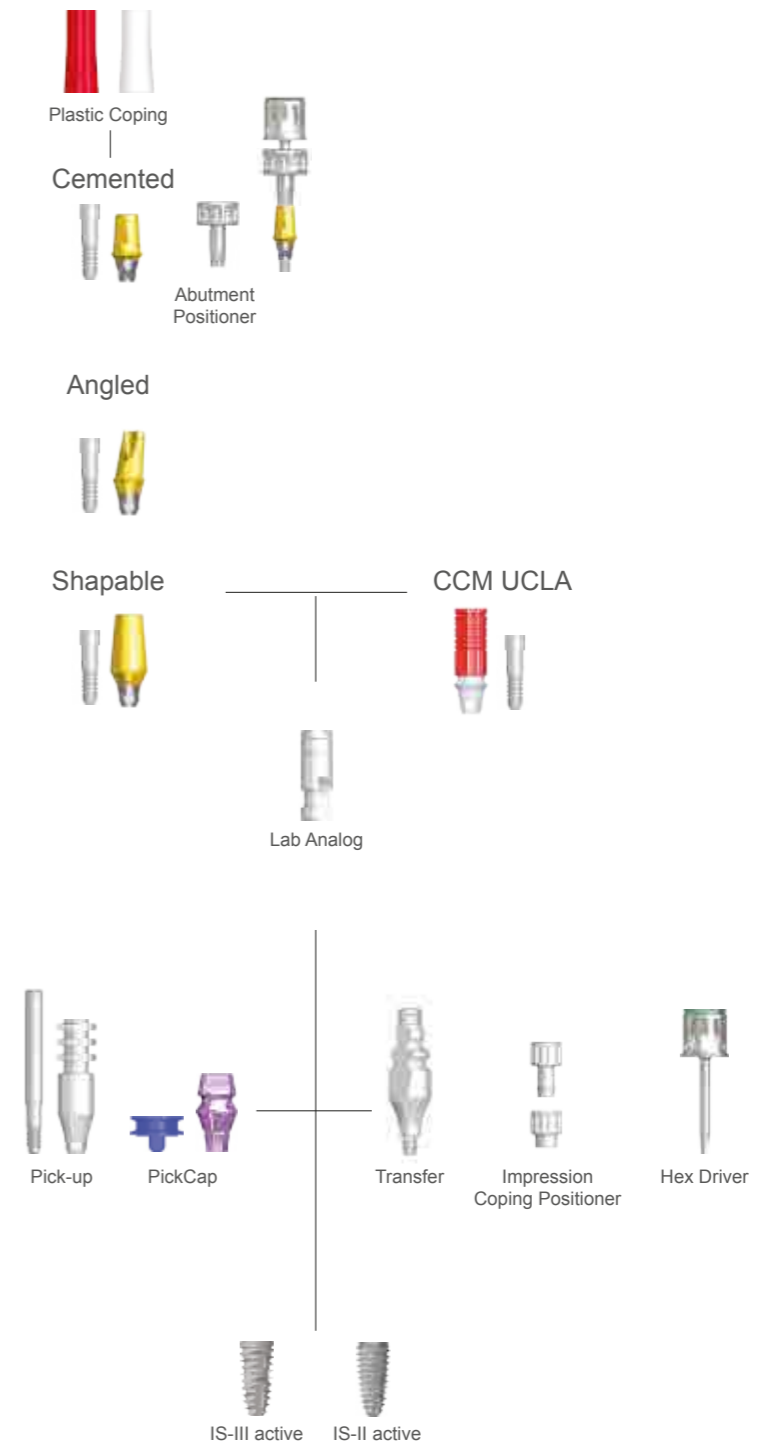 Plastic Coping
Cemented
Abutment
Positioner
Angled
Shapable
CCM UCLA
Lab Analog
Pick-up
PickCap
Transfer
Impression
Coping Positioner
Hex Driver
IS-III active
IS-II active